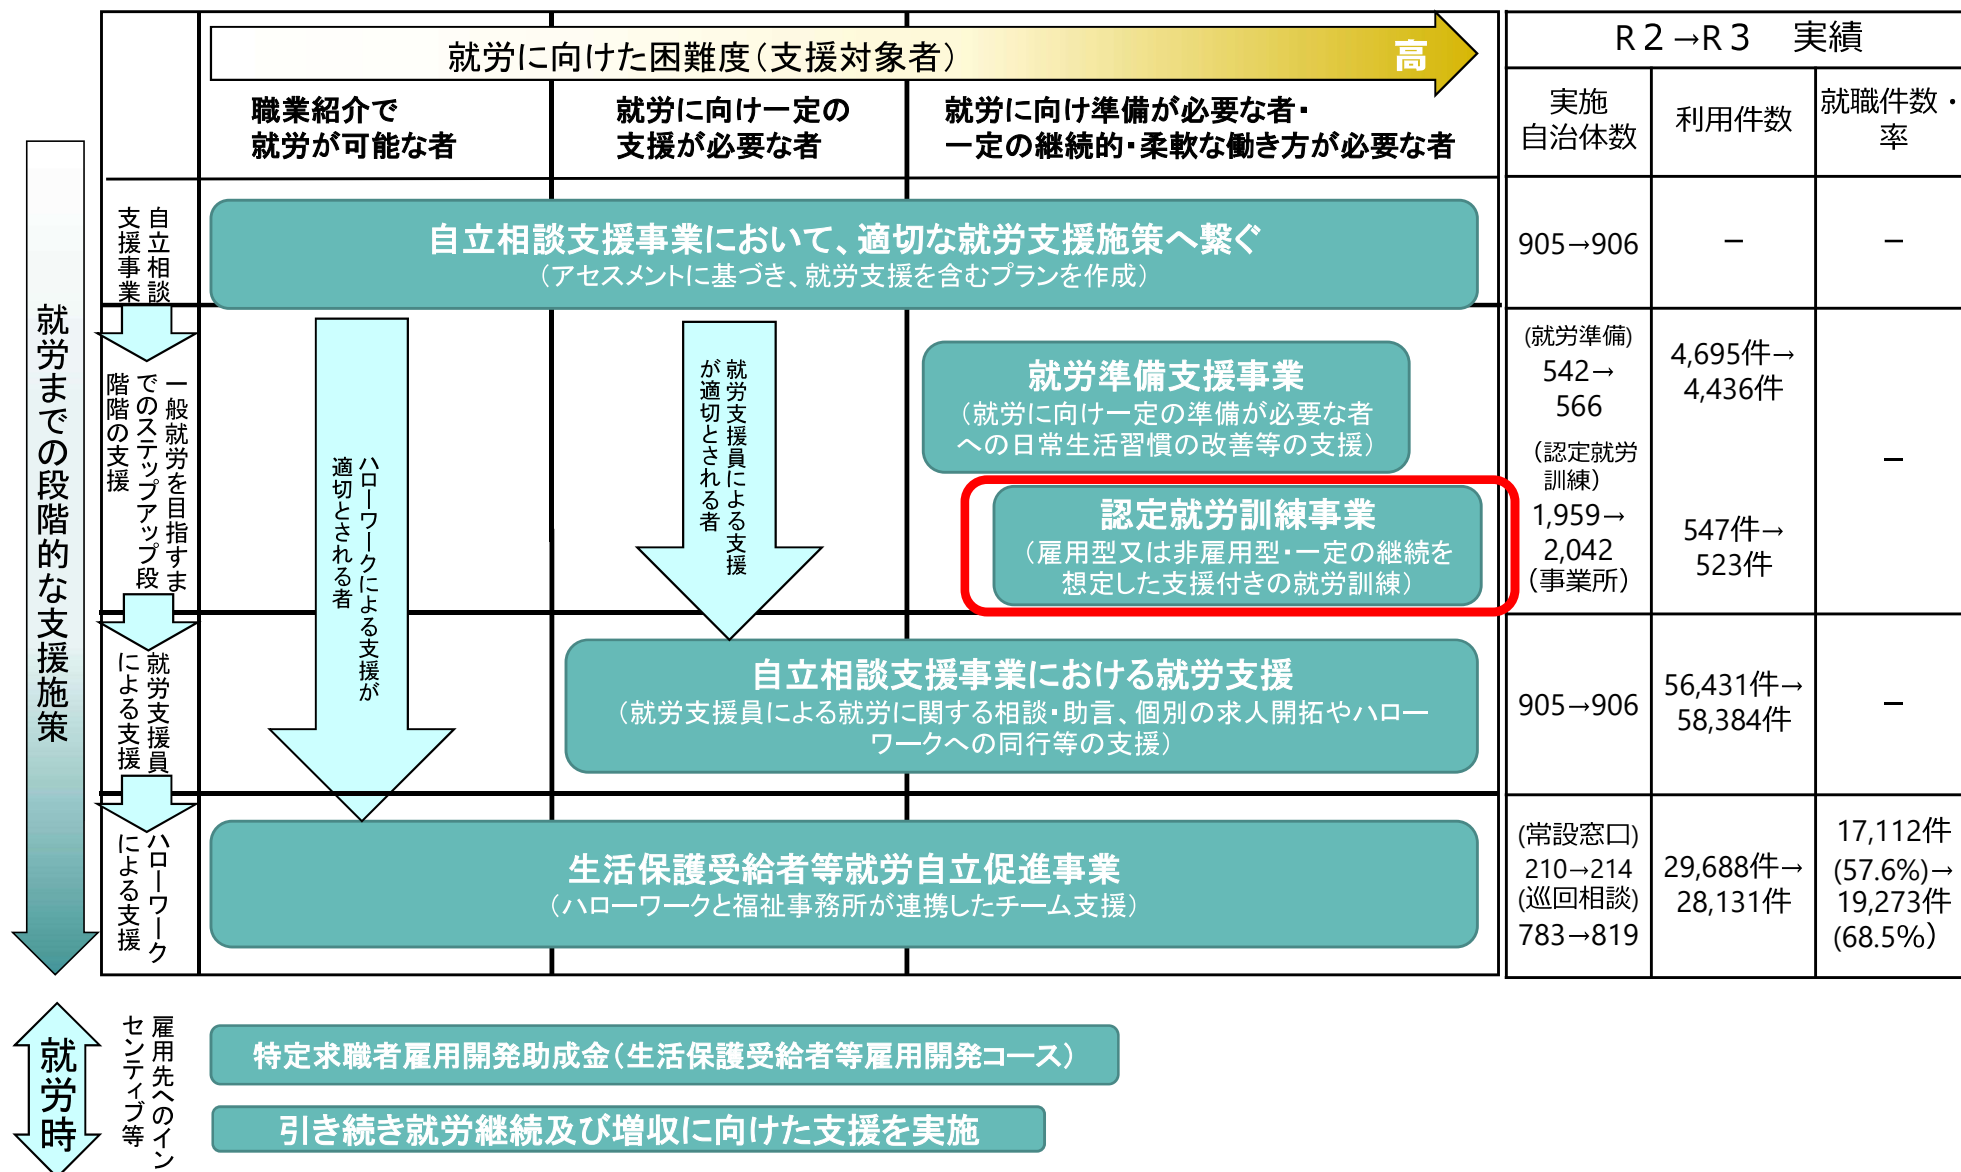 就労に向けた困難度（支援対象者）
高
職業紹介で
就労が可能な者
就労に向け一定の
支援が必要な者
就労に向け準備が必要な者・
一定の継続的・柔軟な働き方が必要な者
R２→R３　実績
実施
自治体数
利用件数
就職件数・
率
就労までの段階的な支援施策
自立相談
支援事業
自立相談支援事業において、適切な就労支援施策へ繋ぐ
（アセスメントに基づき、就労支援を含むプランを作成）
905→906
－
－
一般就労を目指すま
でのステップアップ段
階階の支援
ハローワークによる支援が
適切とされる者
就労支援員による支援
が適切とされる者
就労準備支援事業
（就労に向け一定の準備が必要な者
への日常生活習慣の改善等の支援）
認定就労訓練事業
（雇用型又は非雇用型・一定の継続を
想定した支援付きの就労訓練）
(就労準備)
542→
566
（認定就労
訓練）
1,959→
2,042
（事業所）
4,695件→
4,436件
547件→
523件
－
就労支援員
による支援
自立相談支援事業における就労支援
（就労支援員による就労に関する相談・助言、個別の求人開拓やハロー
ワークへの同行等の支援）
905→906
56,431件→
58,384件
－
ハローワーク
による支援
生活保護受給者等就労自立促進事業
（ハローワークと福祉事務所が連携したチーム支援）
(常設窓口)
210→214
(巡回相談)
783→819
29,688件→
28,131件
17,112件
(57.6%)→
19,273件
(68.5％）
就労時
雇用先へのイン
センティブ等
特定求職者雇用開発助成金（生活保護受給者等雇用開発コース）
引き続き就労継続及び増収に向けた支援を実施